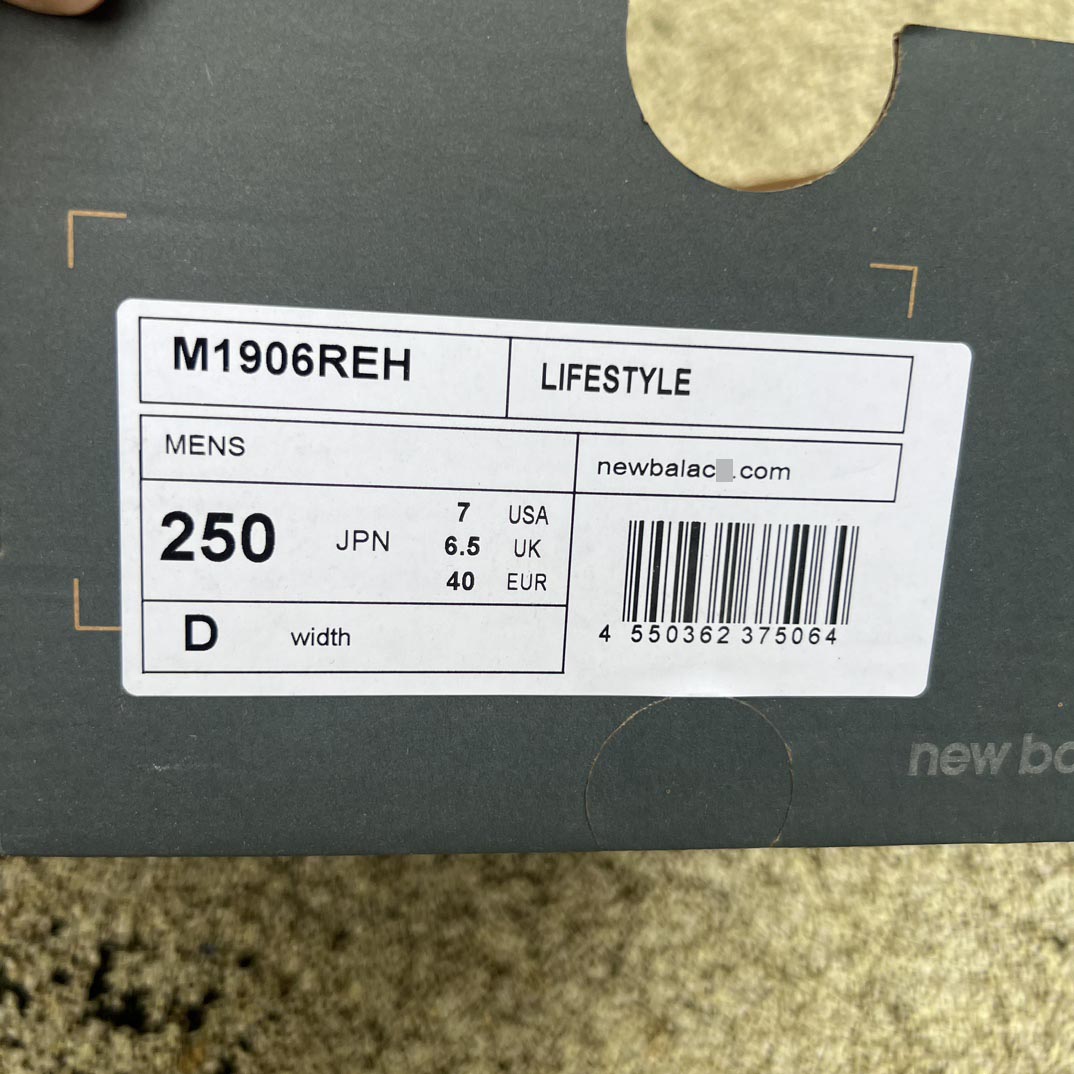 M1906REH
LIFESTYLE
MENS
newbalac .com
250 JPN
7 USA
6.5 UK
40 EUR
D width
4 550362 375064
new ba